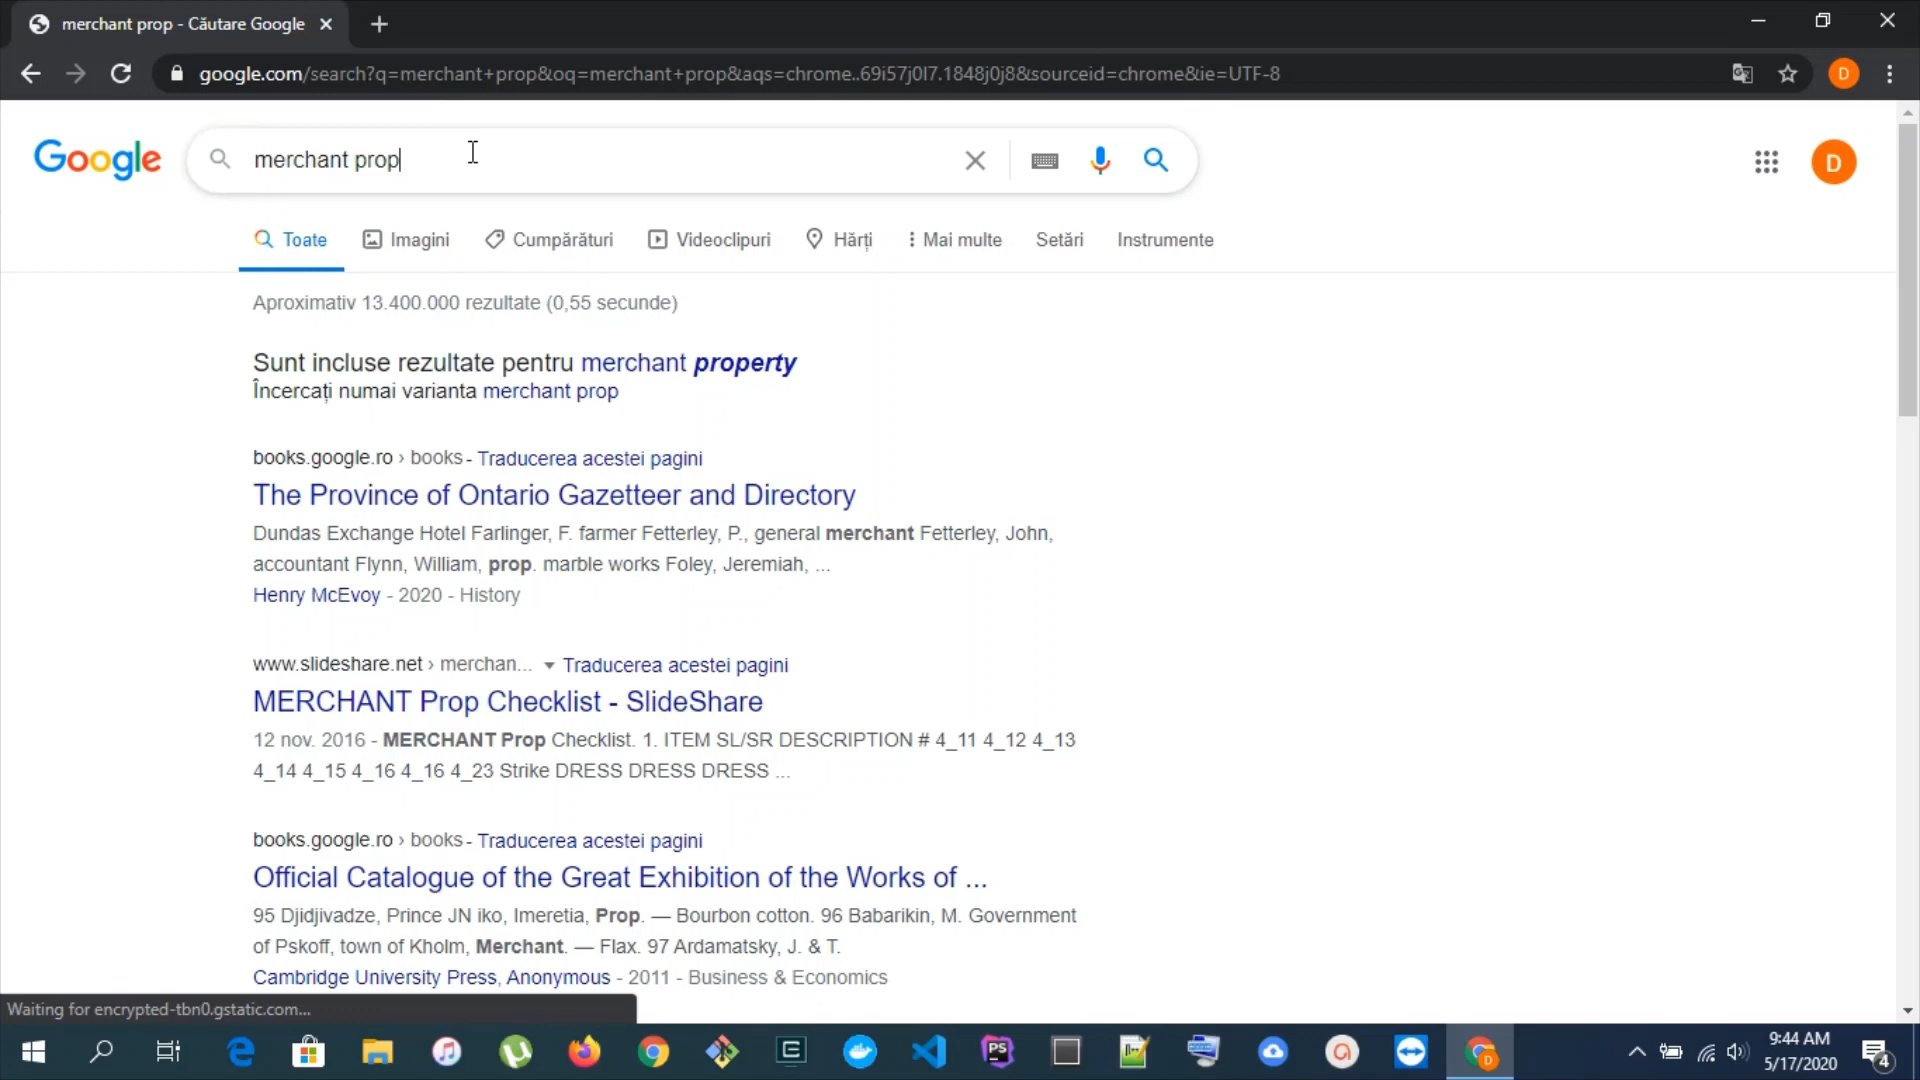 merchant prop - Căutare Google
google.com/search?q=merchant+prop&oq=merchant+prop&aqs=chrome..69i57j0l7.1848j0j8&sourceid=chrome&ie=UTF-8
D
Google
merchant prop
D
Toate
Imagini
Cumpărături
Videoclipuri
Hărți
Mai multe
Setări
Instrumente
Aproximativ 13.400.000 rezultate (0,55 secunde)
Sunt incluse rezultate pentru merchant property
Încercați numai varianta merchant prop
books.google.ro › books - Traducerea acestei pagini
The Province of Ontario Gazetteer and Directory
Dundas Exchange Hotel Farlinger, F. farmer Fetterley, P., general merchant Fetterley, John,
accountant Flynn, William, prop. marble works Foley, Jeremiah, ...
Henry McEvoy - 2020 - History
www.slideshare.net › merchan... Traducerea acestei pagini
MERCHANT Prop Checklist - SlideShare
12 nov. 2016 - MERCHANT Prop Checklist. 1. ITEM SL/SR DESCRIPTION # 4_11 4_12 4_13
4_14 4_15 4_16 4_16 4_23 Strike DRESS DRESS DRESS ...
books.google.ro › books - Traducerea acestei pagini
Official Catalogue of the Great Exhibition of the Works of ...
95 Djidjivadze, Prince JN iko, Imeretia, Prop. — Bourbon cotton. 96 Babarikin, M. Government
of Pskoff, town of Kholm, Merchant. — Flax. 97 Ardamatsky, J. & T.
Cambridge University Press, Anonymous - 2011 - Business & Economics
Waiting for encrypted-tbn0.gstatic.com...
PS
D
9:44 AM
5/17/2020
4